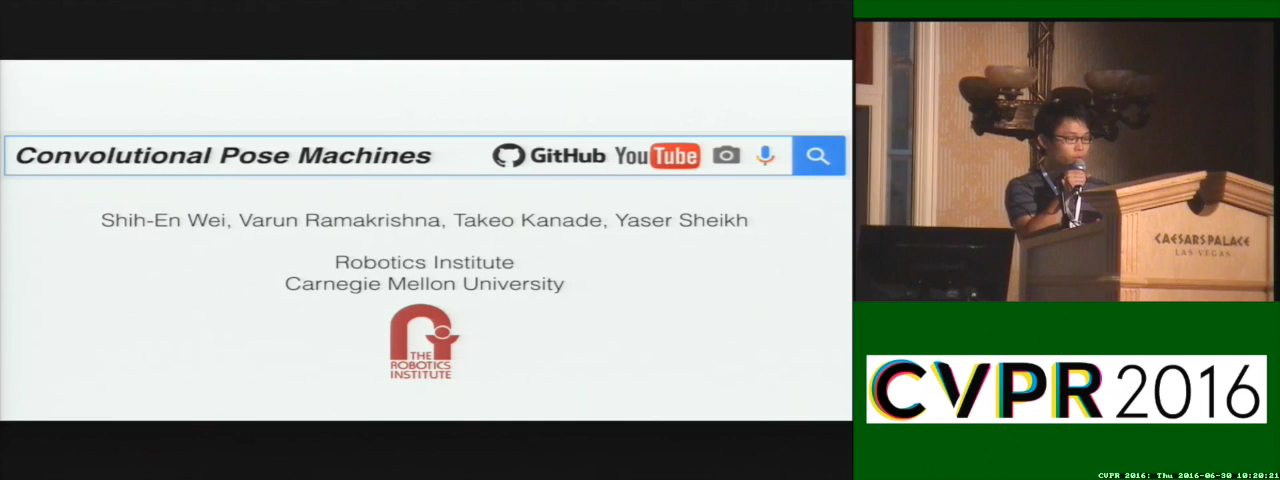 Convolutional Pose Machines GitHub YouTube
Shih-En Wei, Varun Ramakrishna, Takeo Kanade, Yaser Sheikh
Robotics Institute
Carnegie Mellon University
THE
ROBOTICS
INSTITUTE
CAESARS PALACE
LAS VEGAS
CVPR 2016
CVPR 2016: Thu 2016-06-30 10:20:21